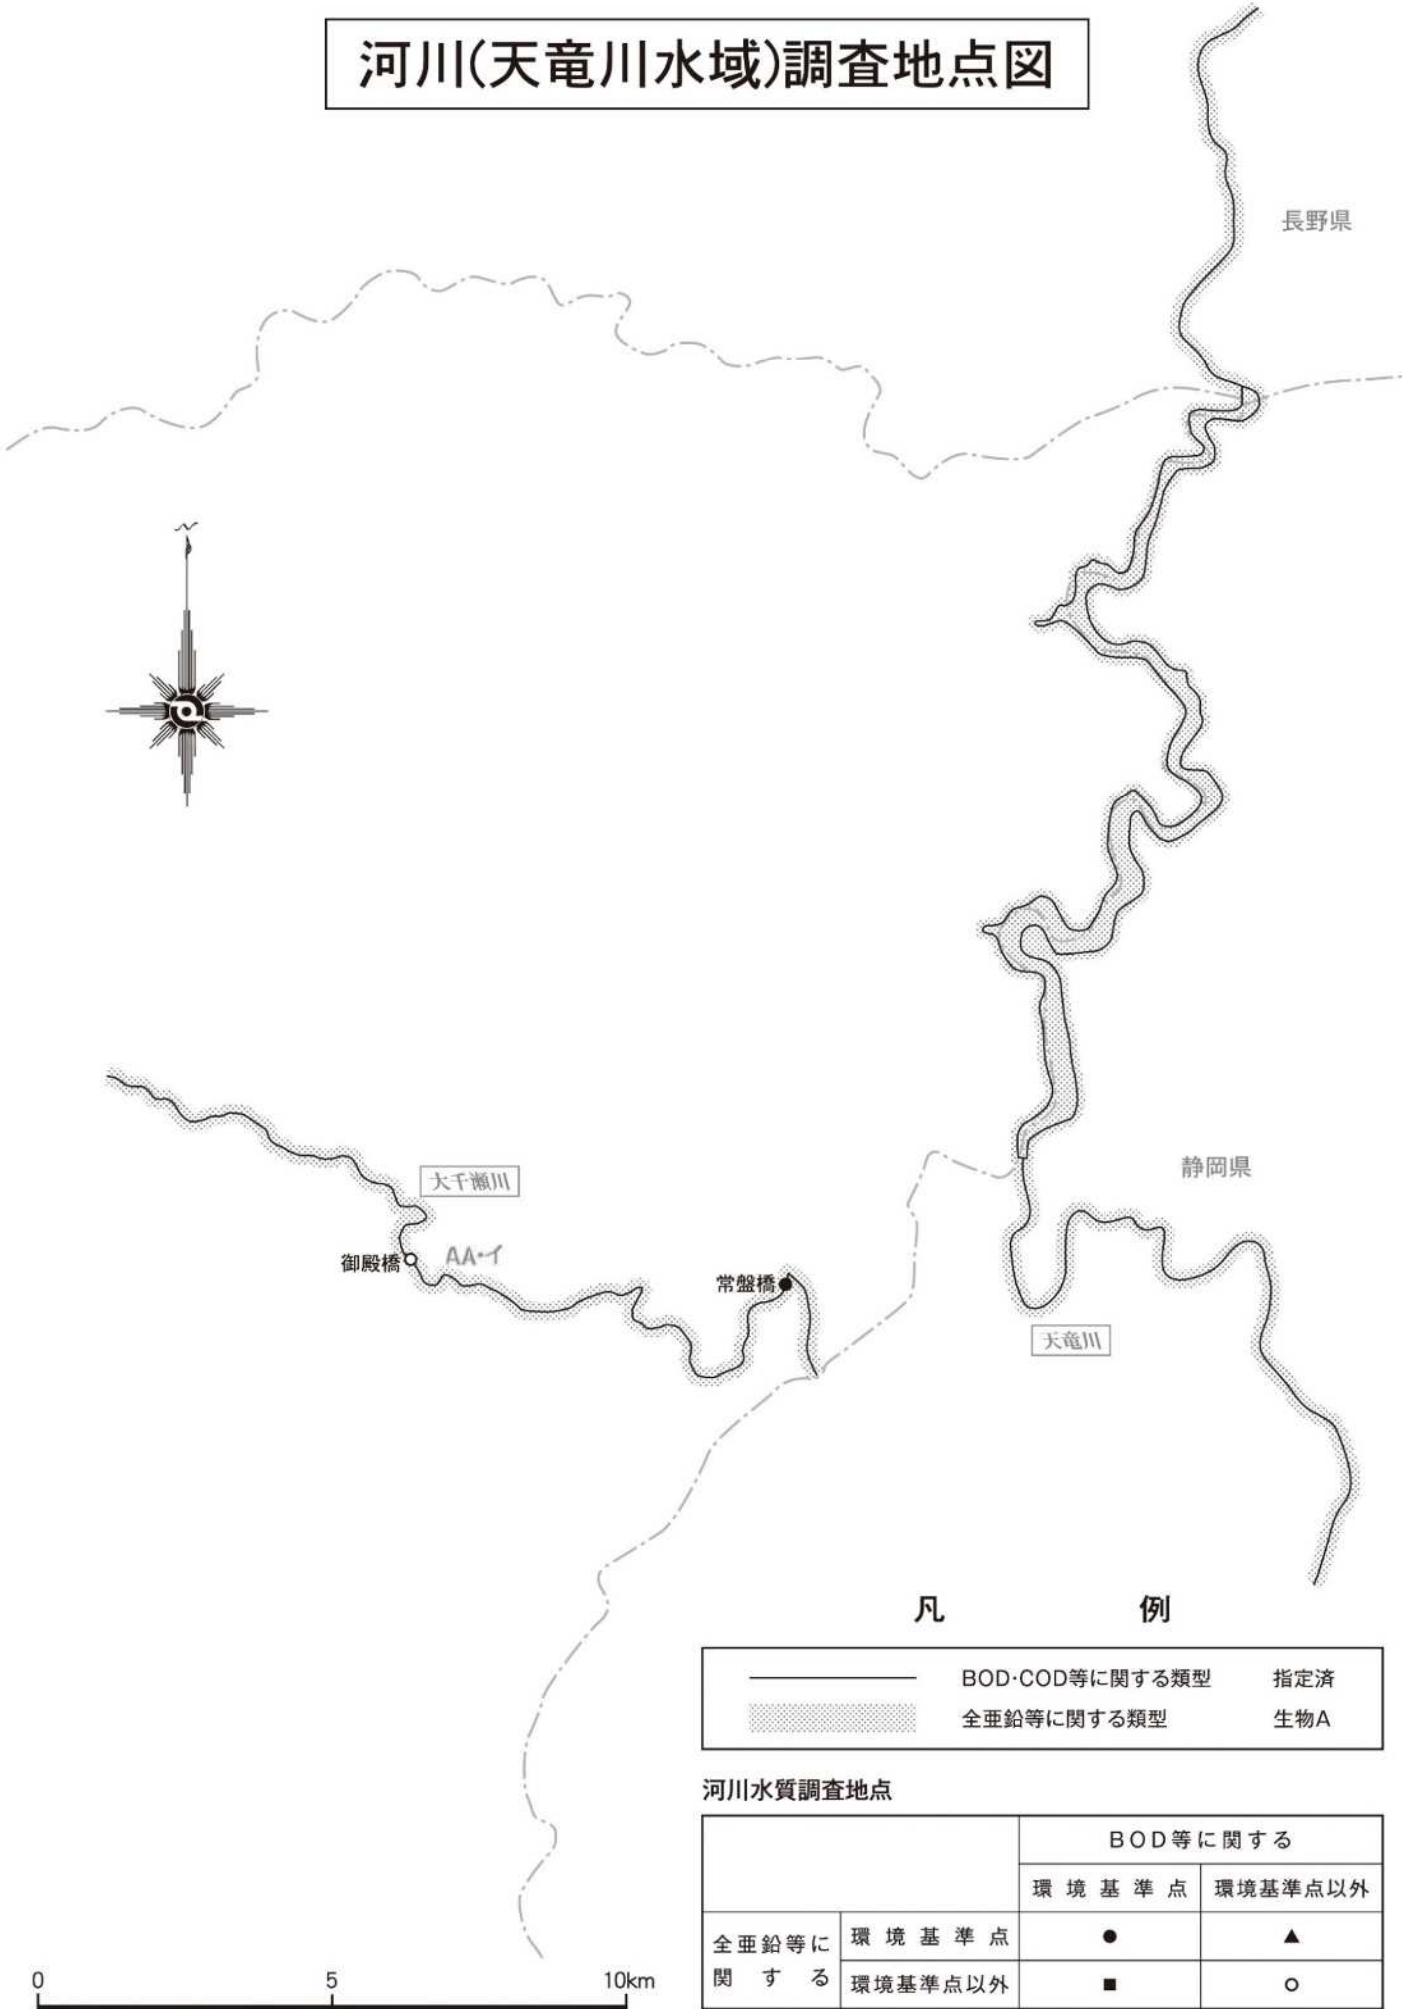 河川(天竜川水域)調査地点図
長野県
N
大千瀬川
静岡県
御殿橋
AA・イ
常盤橋
天竜川
凡 例
BOD・COD等に関する類型 指定済
全亜鉛等に関する類型 生物A
河川水質調査地点
BOD等に関する
環境基準点 環境基準点以外
全亜鉛等に関する
環境基準点 ● ▲
環境基準点以外 ■ ○
0 5 10km